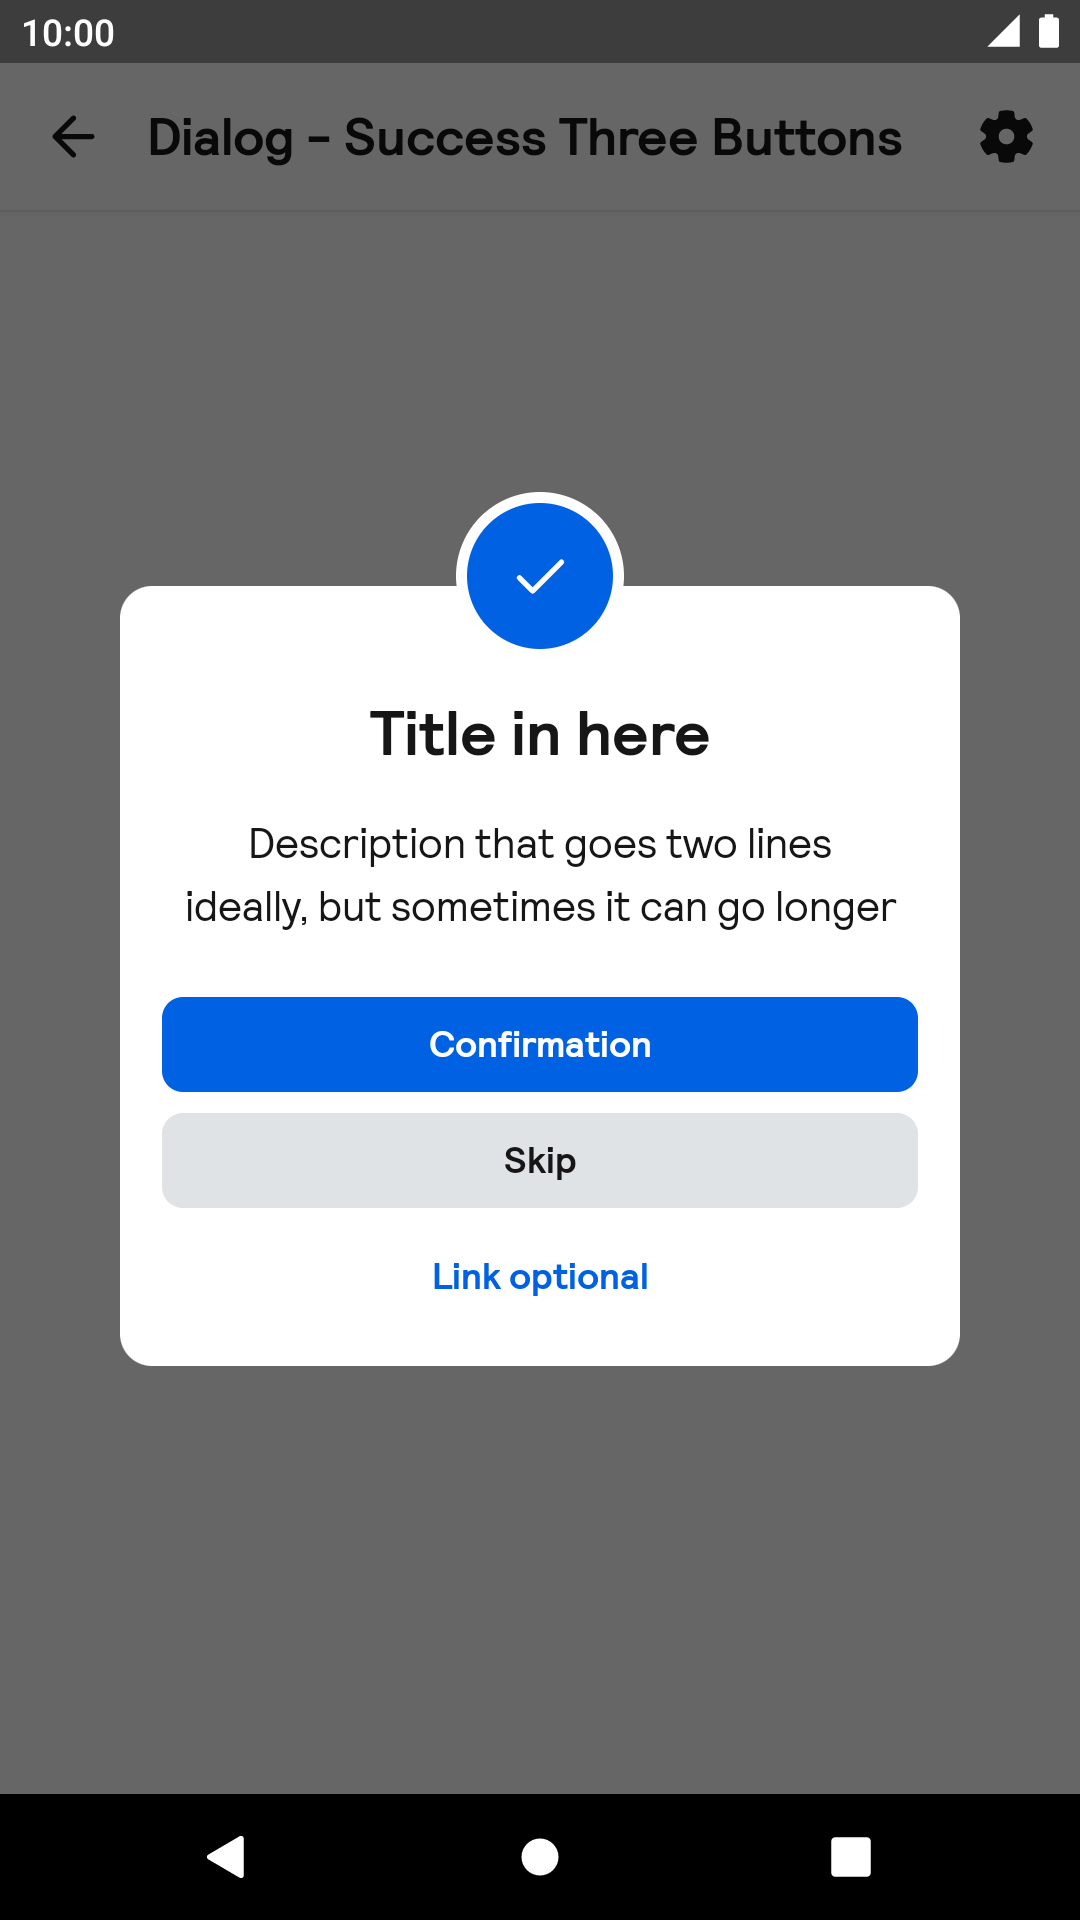 10:00
Dialog - Success Three Buttons
Title in here
Description that goes two lines
ideally, but sometimes it can go longer
Confirmation
Skip
Link optional